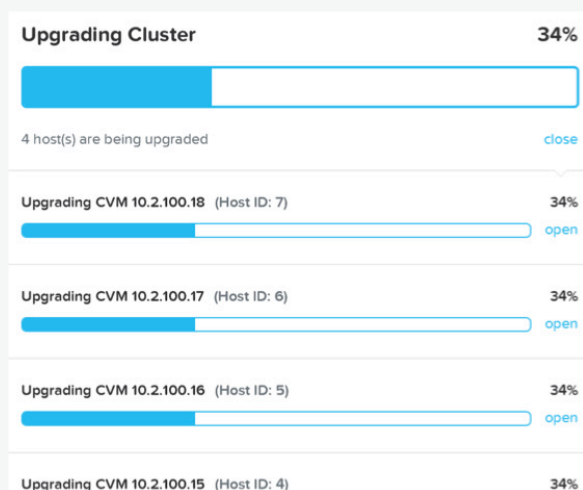 Upgrading Cluster 34%
4 host(s) are being upgraded close
Upgrading CVM 10.2.100.18 (Host ID: 7) 34%
open
Upgrading CVM 10.2.100.17 (Host ID: 6) 34%
open
Upgrading CVM 10.2.100.16 (Host ID: 5) 34%
open
Upgrading CVM 10.2.100.15 (Host ID: 4) 34%